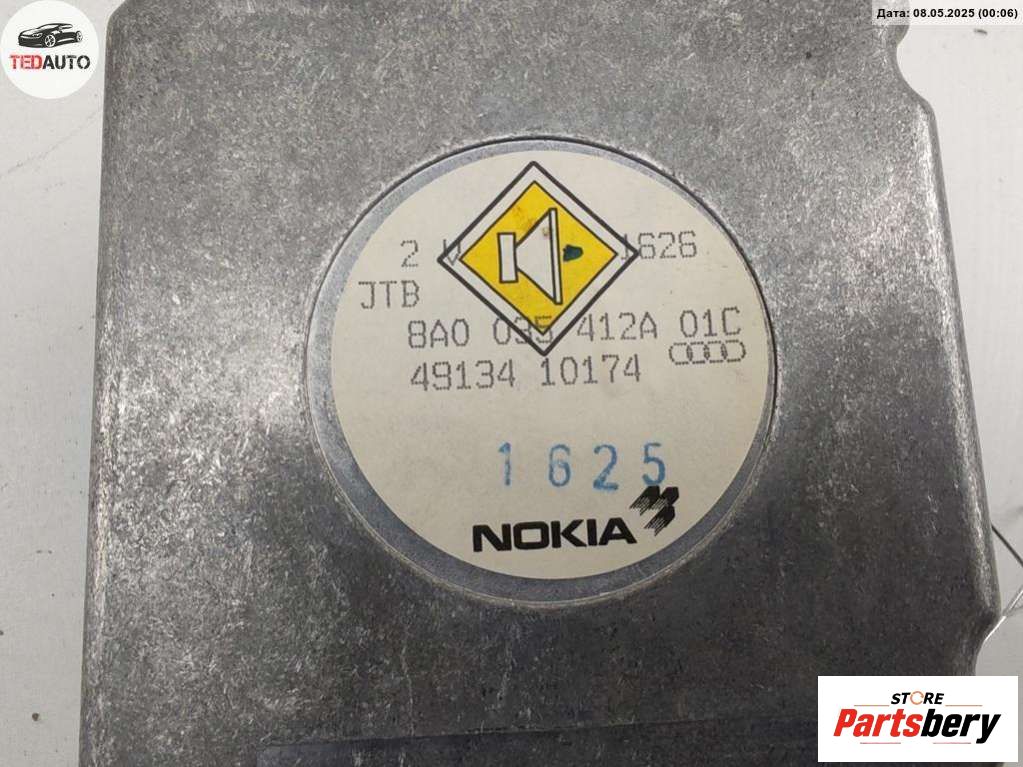 Дата: 08.05.2025 (00:06)
TEDAUTO
2 1626
JTB
8A0 035 412A 01C
49134 10174
1625
NOKIA
STORE
Partsbery